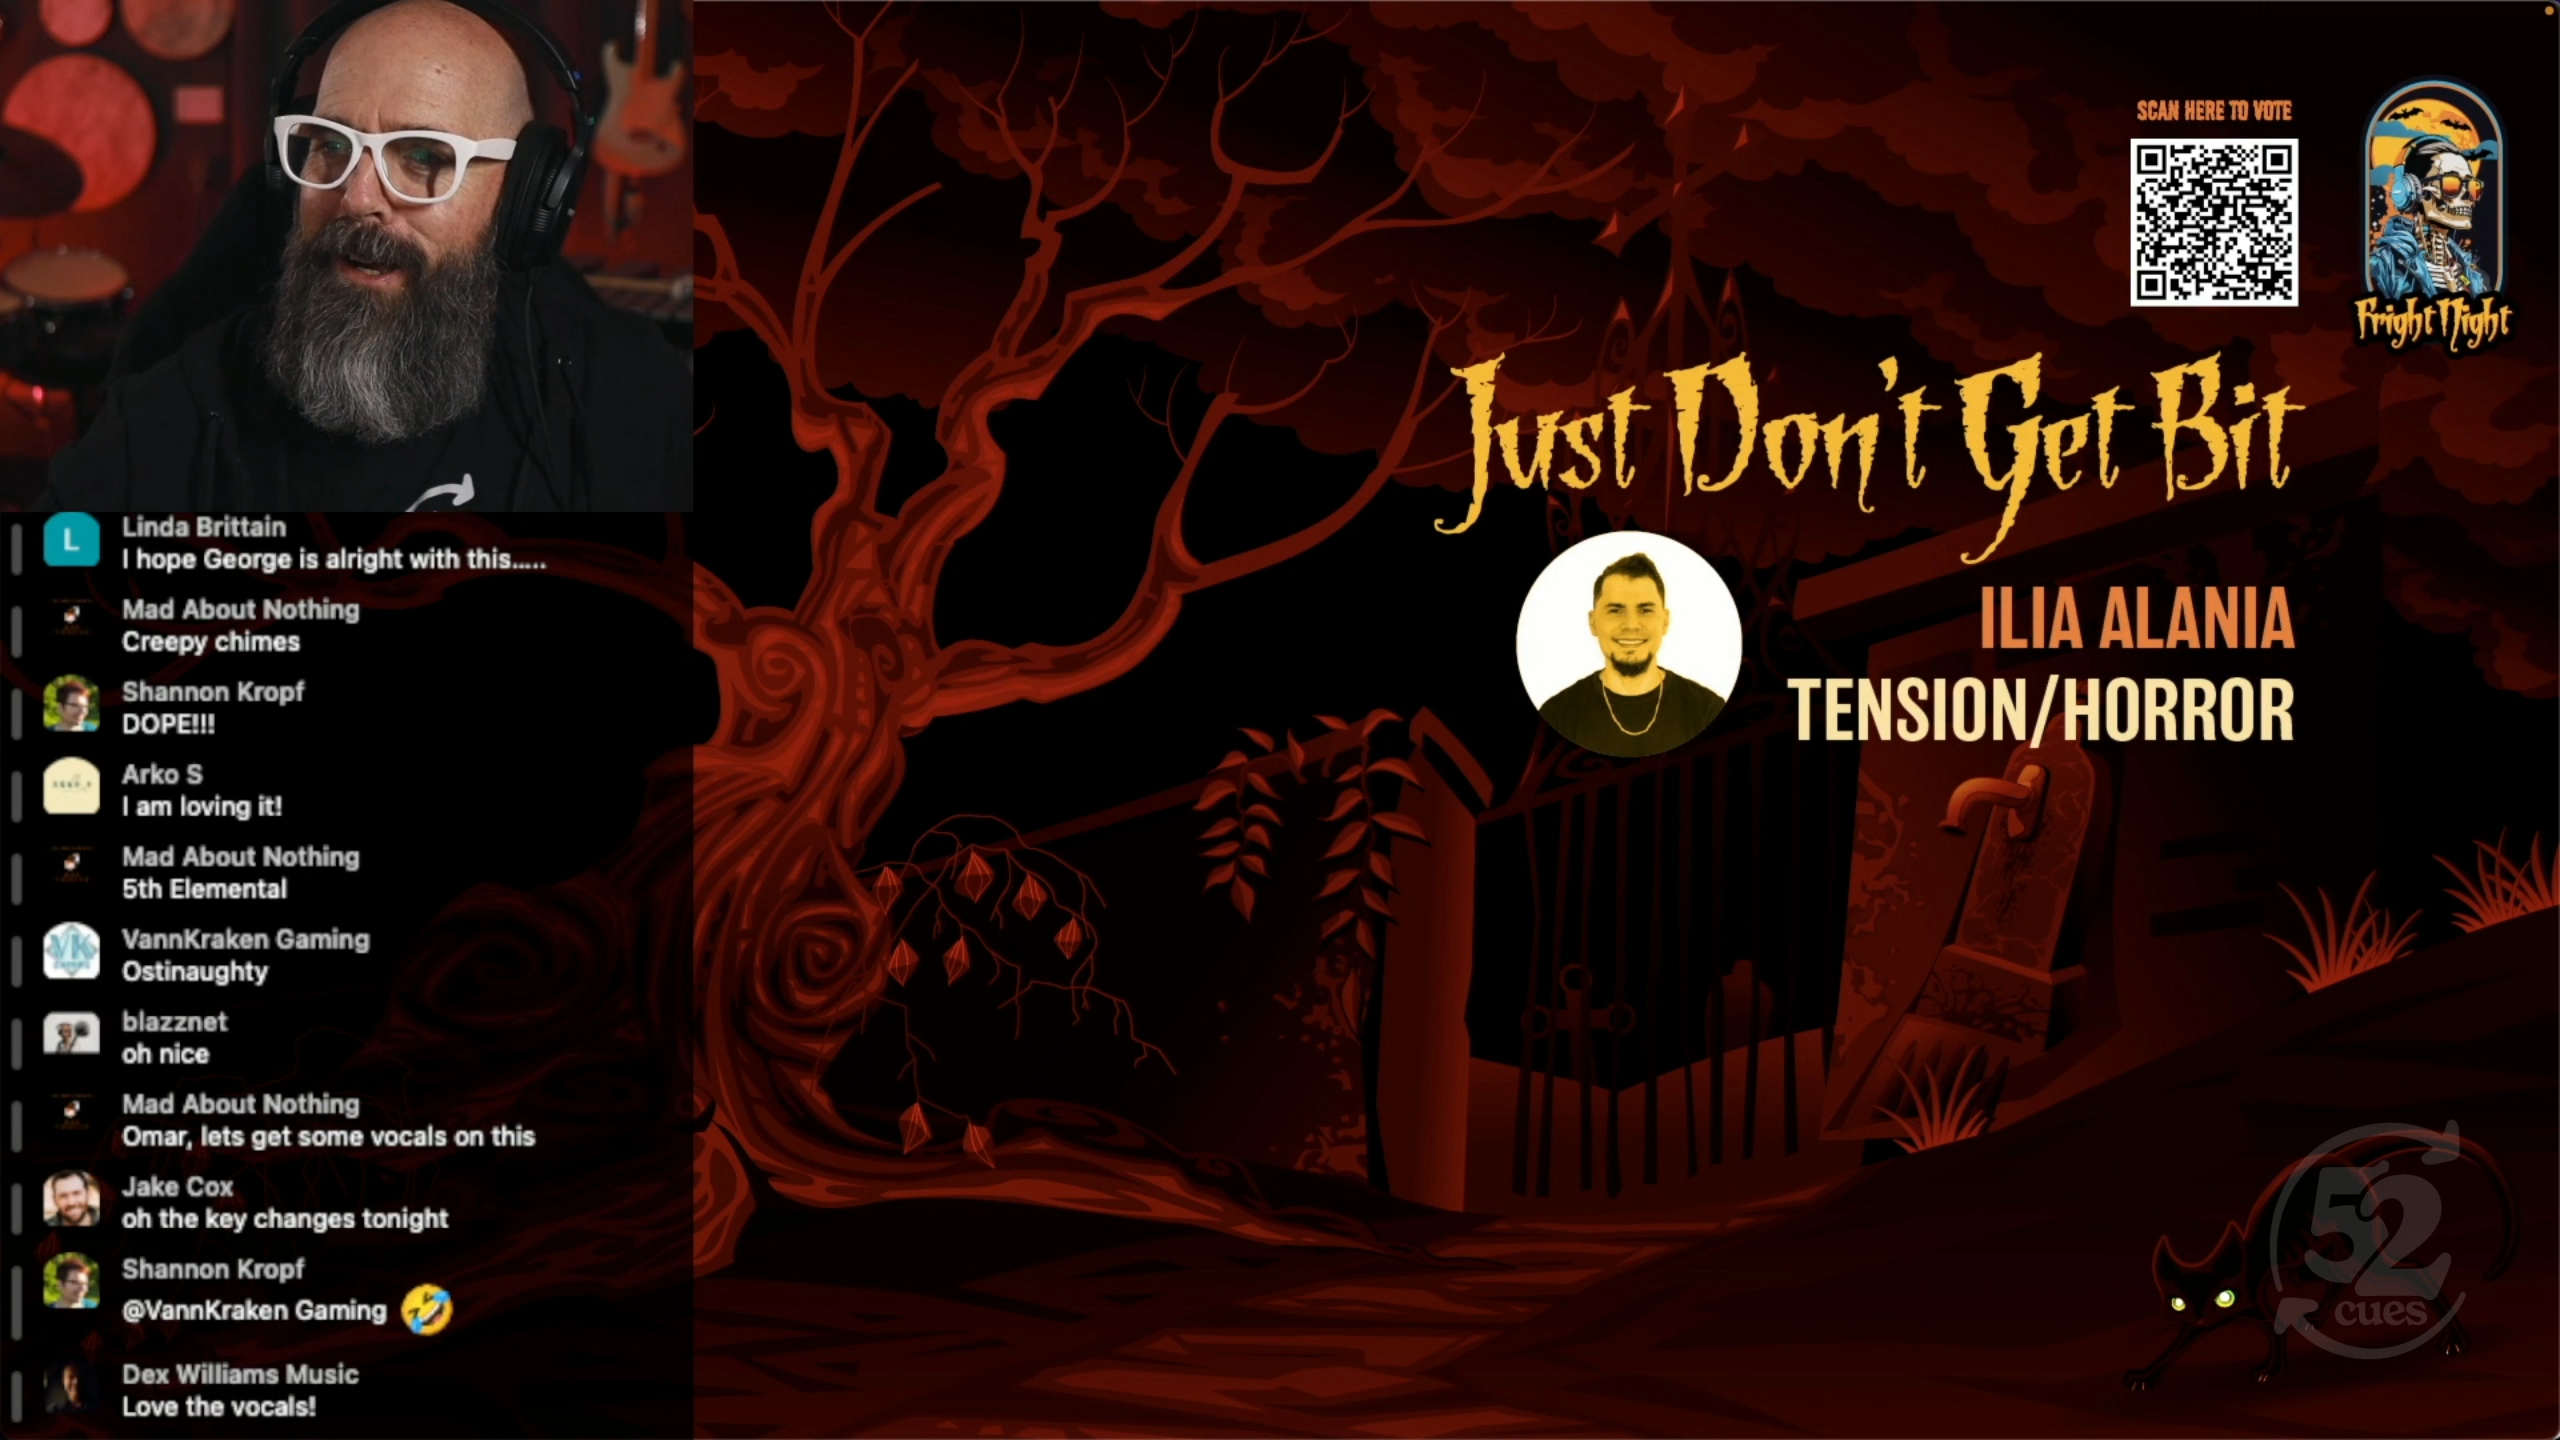 SCAN HERE TO VOTE
Fright Night
Just Don't Get Bit
ILIA ALANIA
TENSION/HORROR
L
Linda Brittain
I hope George is alright with this.....
Mad About Nothing
Creepy chimes
Shannon Kropf
DOPE!!!
Arko S
I am loving it!
Mad About Nothing
5th Elemental
VannKraken Gaming
Ostinaughty
VK
blazznet
oh nice
Mad About Nothing
Omar, lets get some vocals on this
Jake Cox
oh the key changes tonight
Shannon Kropf
@VannKraken Gaming 🤣
Dex Williams Music
Love the vocals!
52
cues